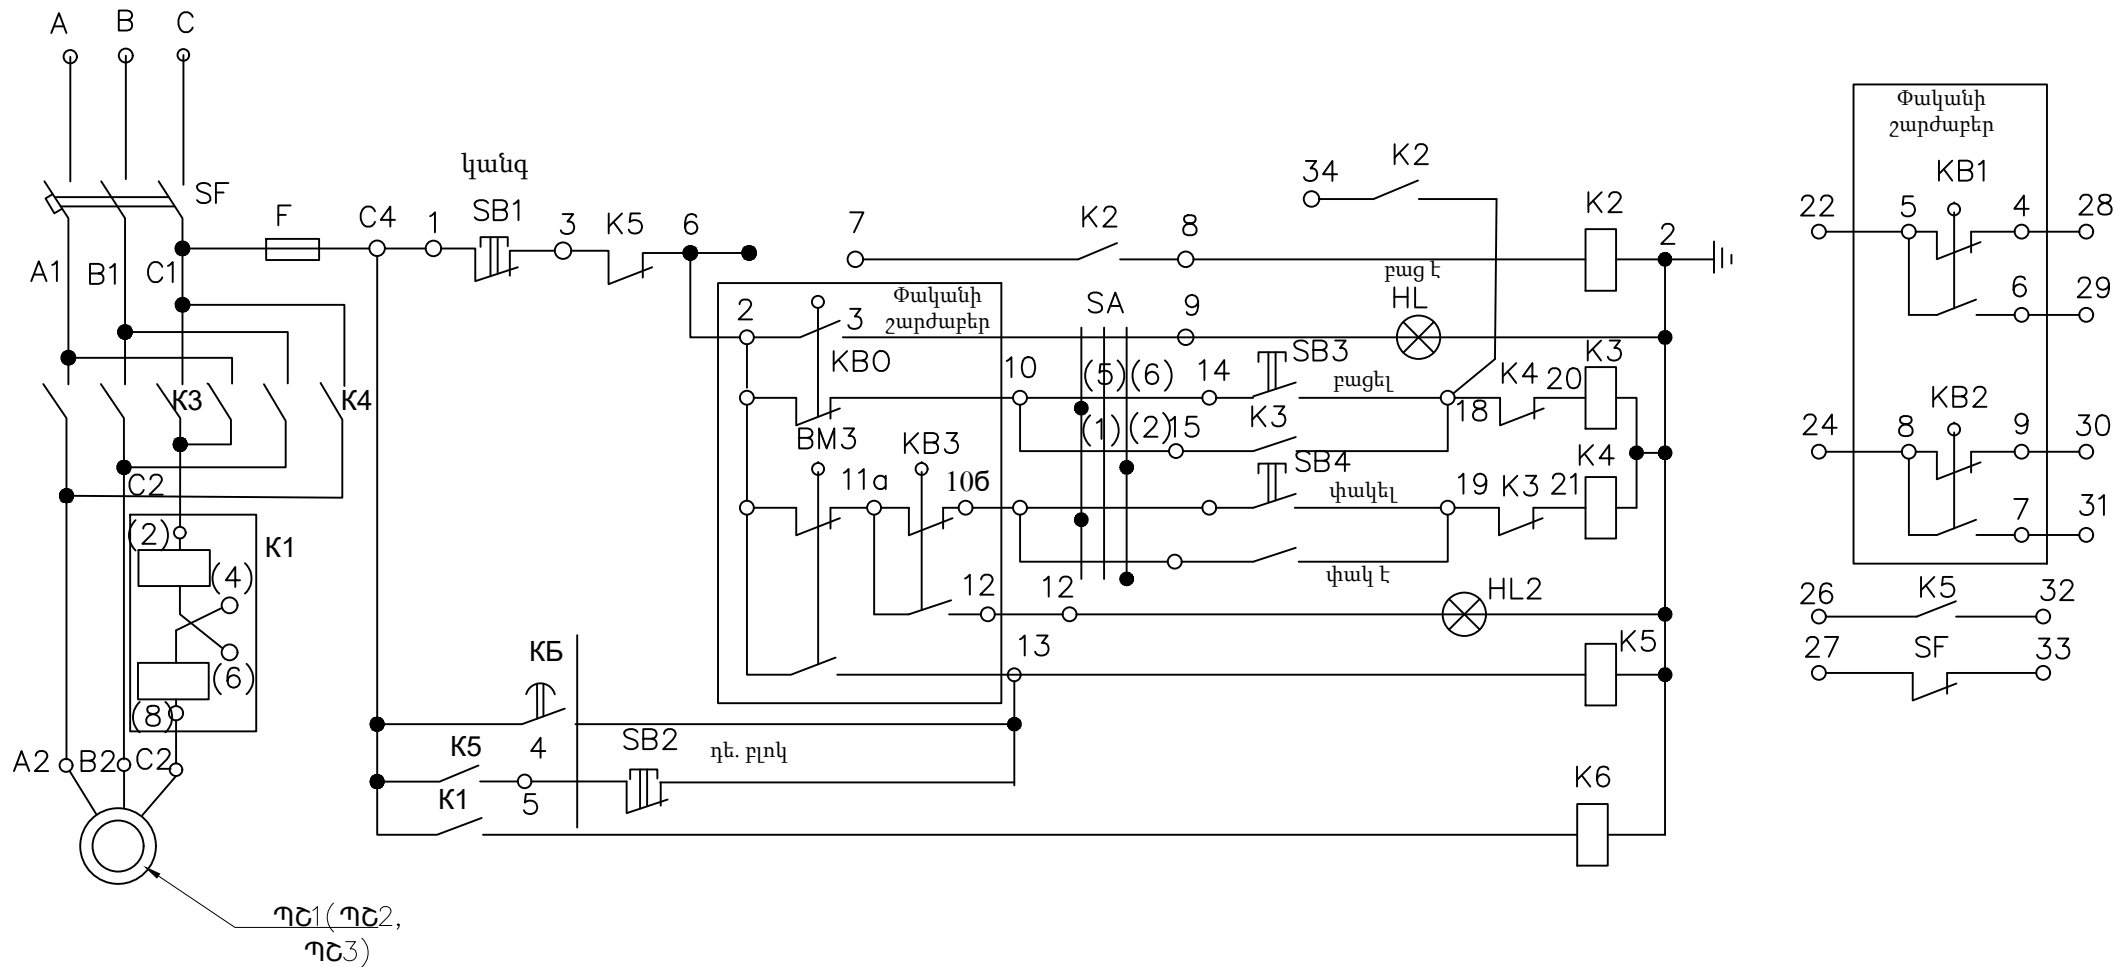 A B C
SF
A1 B1 C1
F
C4
1
կանգ
SB1
3
K5
6
7
K2
8
34
K2
K2
2
Փականի
շարժաբեր
2
3
KBO
SA
9
բաց է
HL
10
(5)(6)
14
SB3
բացել
K4
20
K3
18
(1)(2)15
K3
K3
K4
BM3
KB3
11a
10б
SB4
փակել
19
K3
21
K4
C2
(2)
K1
(4)
(6)
(8)
12
12
փակ է
HL2
13
K5
КБ
K5
4
SB2
դե. բլոկ
K1
5
K6
A2 B2 C2
ՊՇ1(ՊՇ2,
ՊՇ3)
Փականի
շարժաբեր
KB1
22
5
4
28
6
29
KB2
24
8
9
30
7
31
26
K5
32
27
SF
33